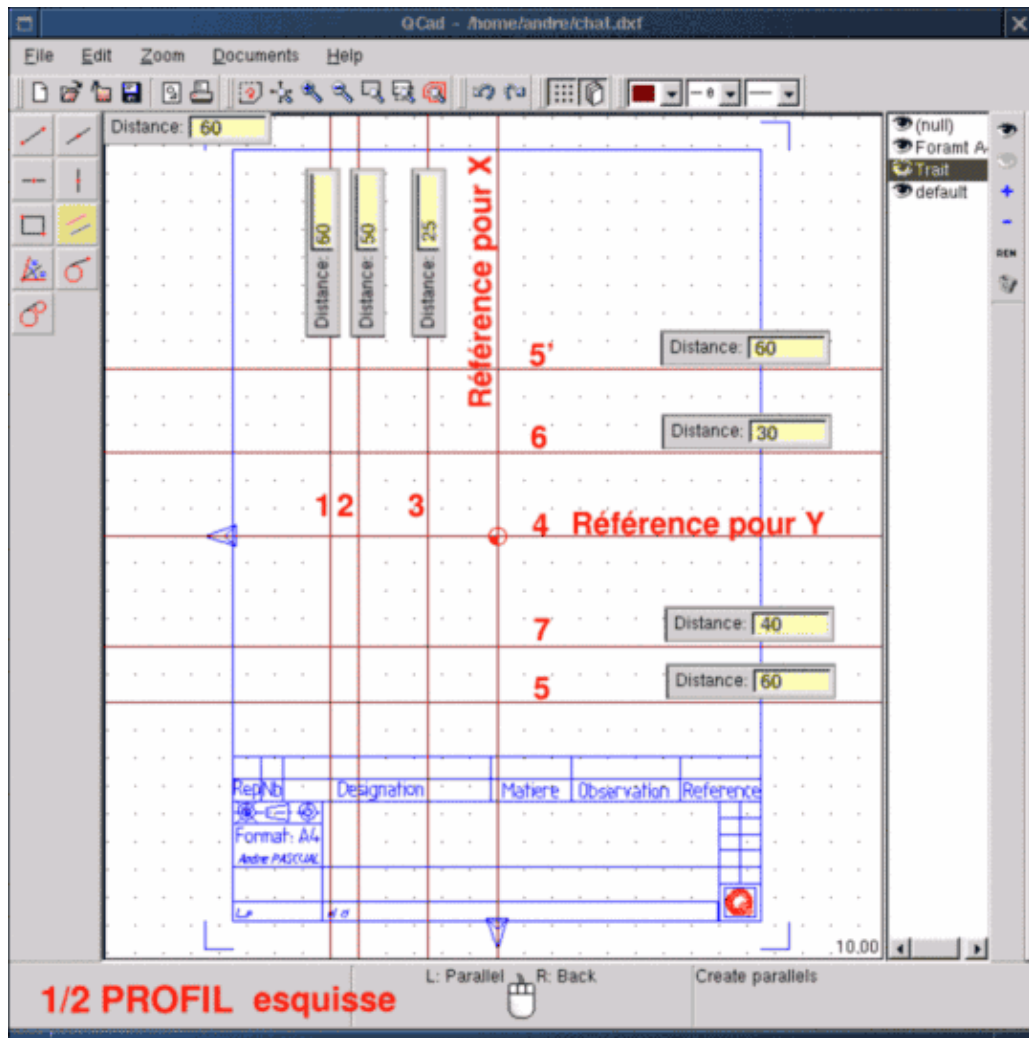 QCad - /home/andre/chat.dxf
File Edit Zoom Documents Help
Distance: 60
(null)
Foramt A
Trait
default
REN
Distance: 60
Distance: 50
Distance: 25
Référence pour X
5' Distance: 60
6 Distance: 30
1 2 3
4 Référence pour Y
7 Distance: 40
5 Distance: 60
Rep Nb Designation Matiere Observation Reference
Format: A4
Andre PASCUAL
10,00
L: Parallel R: Back Create parallels
1/2 PROFIL esquisse